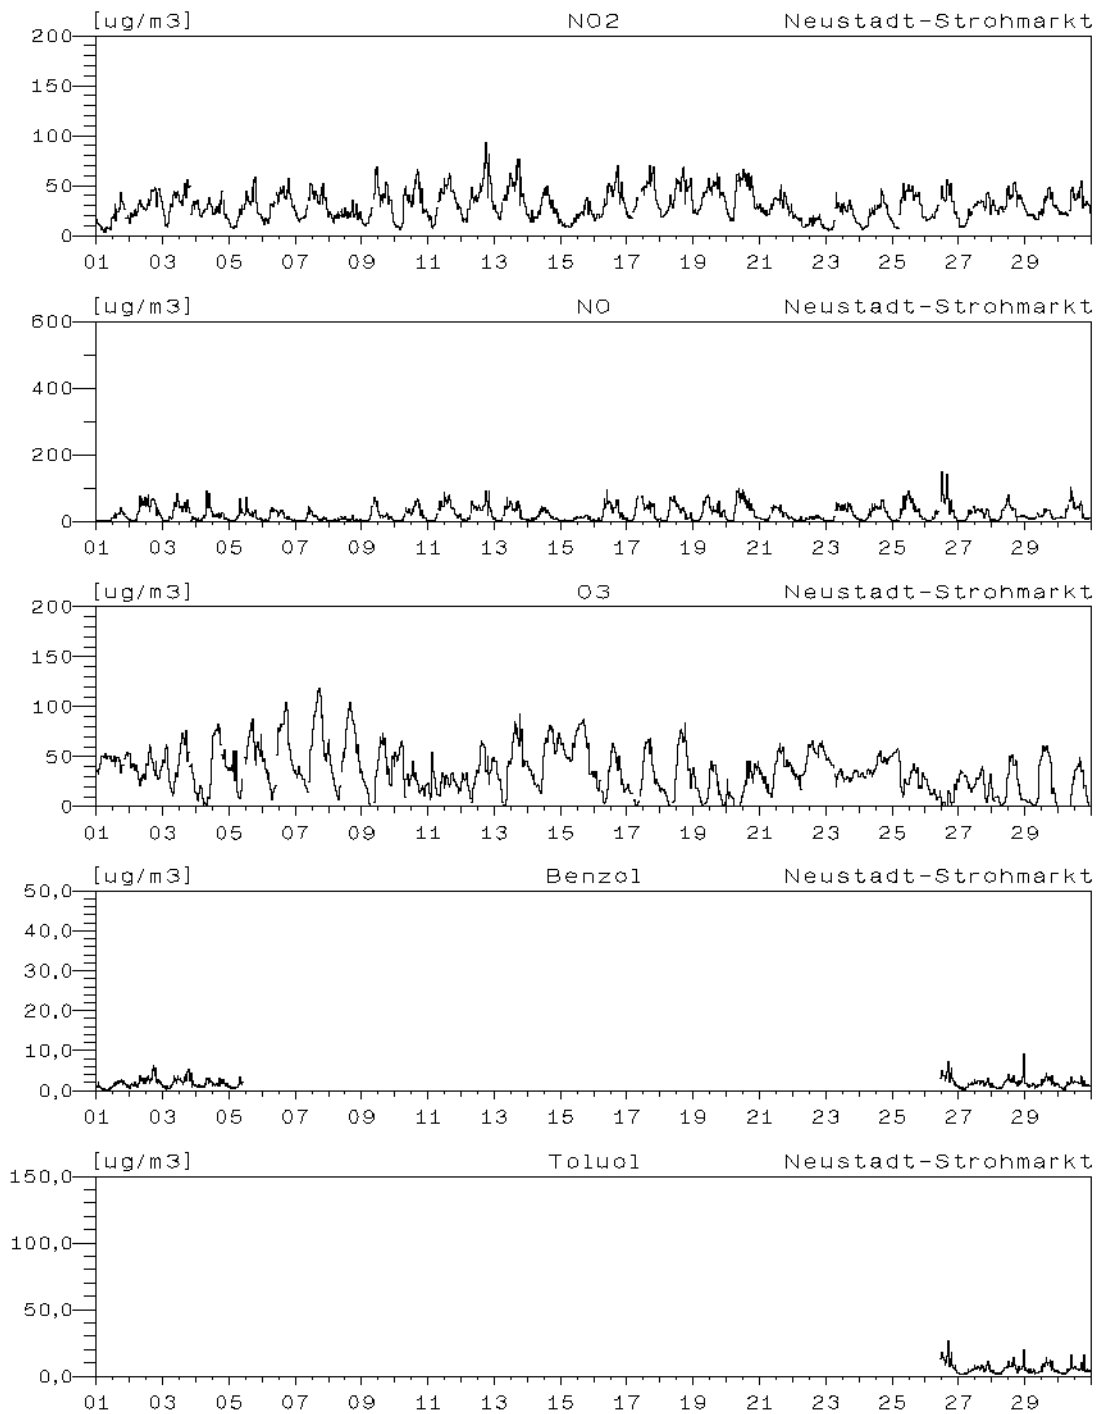 [ug/m3] NO2 Neustadt-Strohmarkt
200
150
100
50
0
01 03 05 07 09 11 13 15 17 19 21 23 25 27 29
[ug/m3] NO Neustadt-Strohmarkt
600
400
200
0
01 03 05 07 09 11 13 15 17 19 21 23 25 27 29
[ug/m3] O3 Neustadt-Strohmarkt
200
150
100
50
0
01 03 05 07 09 11 13 15 17 19 21 23 25 27 29
[ug/m3] Benzol Neustadt-Strohmarkt
50,0
40,0
30,0
20,0
10,0
0,0
01 03 05 07 09 11 13 15 17 19 21 23 25 27 29
[ug/m3] Toluol Neustadt-Strohmarkt
150,0
100,0
50,0
0,0
01 03 05 07 09 11 13 15 17 19 21 23 25 27 29